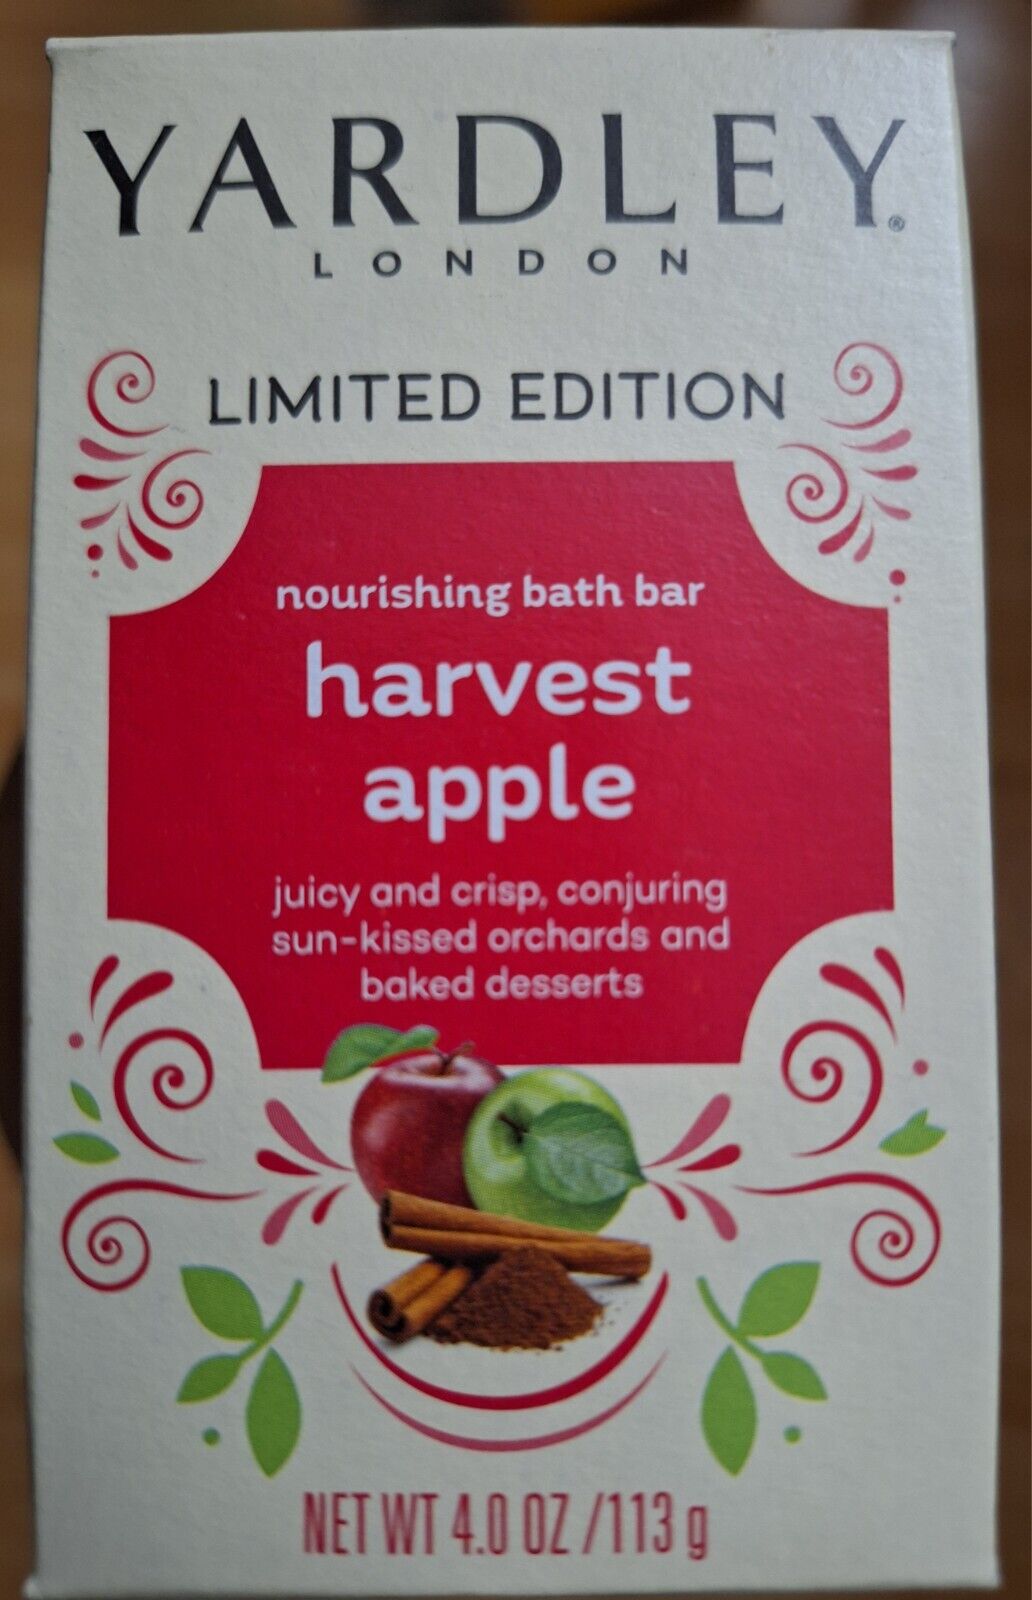 YARDLEY®
LONDON
LIMITED EDITION
nourishing bath bar
harvest
apple
juicy and crisp, conjuring
sun-kissed orchards and
baked desserts
NET WT 4.0 OZ /113 g